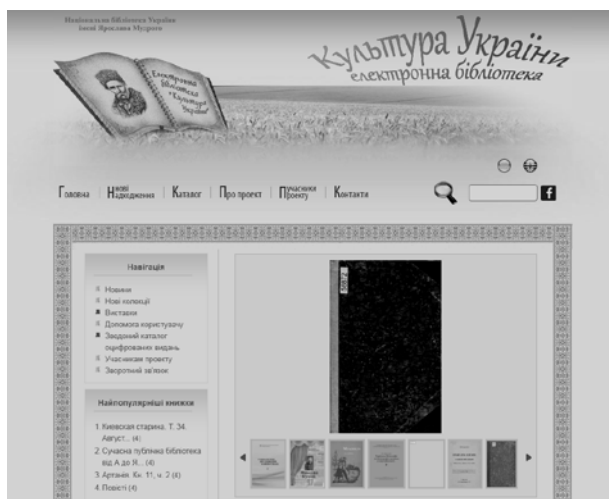 Національна бібліотека України
імені Ярослава Мудрого
Культура України
електронна бібліотека
Електронна
бібліотека
"Культура
України"
Головна | Нові Надходження | Каталог | Про проект | Учасники Проекту | Контакти
Навігація
Новини
Нові колекції
Виставки
Допомога користувачу
Зведений каталог
оцифрованих видань
Учасникам проекту
Зворотній зв'язок
Найпопулярніші книжки
1. Киевская старина. Т. 34.
Август... (4)
2. Сучасна публічна бібліотека
від А до Я... (4)
3. Артанія. Кн. 11, ч. 2 (4)
4. Повісті (4)